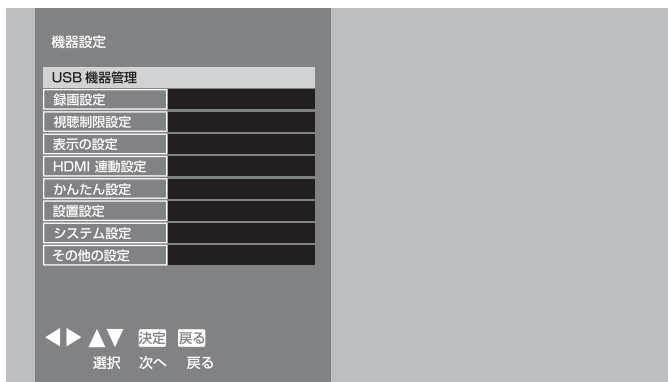 機器設定
USB 機器管理
録画設定
視聴制限設定
表示の設定
HDMI 連動設定
かんたん設定
設置設定
システム設定
その他の設定
◀▶ ▲▼ 決定 戻る
選択 次へ 戻る